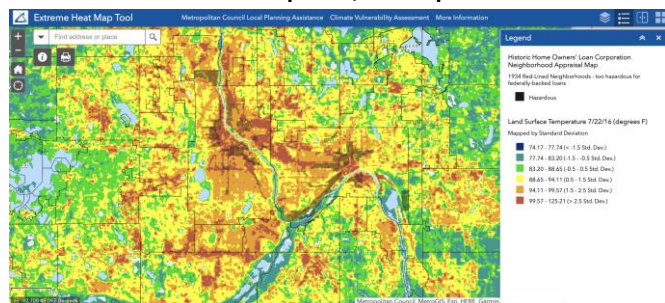 Extreme Heat Map Tool
Metropolitan Council Local Planning Assistance
Climate Vulnerability Assessment
More Information
Find address or place
Legend
Historic Home Owners' Loan Corporation
Neighborhood Appraisal Map
1934 Red-Lined Neighborhoods - too hazardous for
federally-backed loans
Hazardous
Land Surface Temperature 7/22/16 (degrees F)
Mapped by Standard Deviation
74.17 - 77.74 (< -1.5 Std. Dev.)
77.74 - 83.20 (-1.5 - -0.5 Std. Dev.)
83.20 - 88.65 (-0.5 - 0.5 Std. Dev.)
88.65 - 94.11 (0.5 - 1.5 Std. Dev.)
94.11 - 99.57 (1.5 - 2.5 Std. Dev.)
99.57 - 125.21 (> 2.5 Std. Dev.)
Metropolitan Council, MetroGIS, Esri, HERE, Garmin,